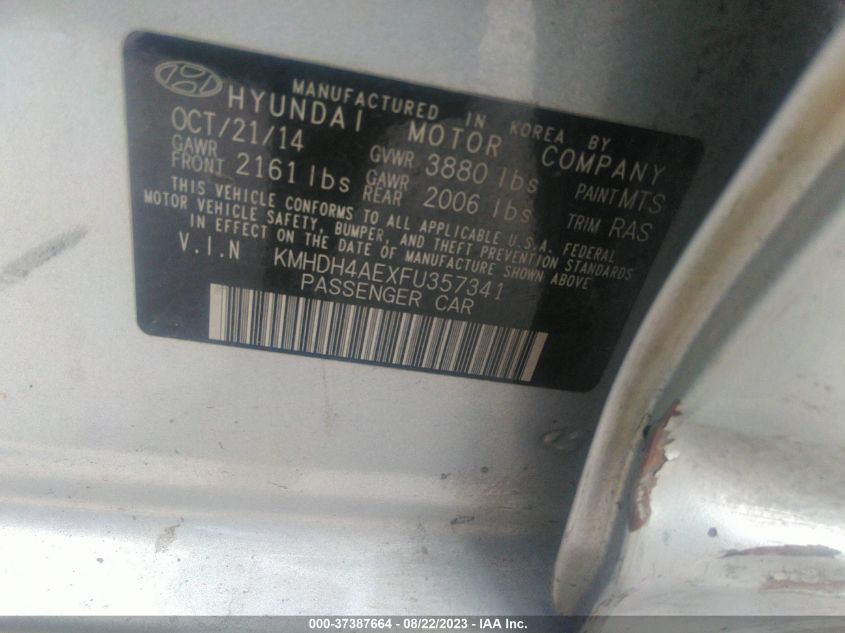 MANUFACTURED IN KOREA BY
HYUNDAI MOTOR COMPANY
OCT/21/14 GVWR 3880 lbs PAINT MTS
GAWR FRONT 2161 lbs GAWR REAR 2006 lbs TRIM RAS
THIS VEHICLE CONFORMS TO ALL APPLICABLE U.S.A. FEDERAL
MOTOR VEHICLE SAFETY, BUMPER, AND THEFT PREVENTION STANDARDS
IN EFFECT ON THE DATE OF MANUFACTURE SHOWN ABOVE
V.I.N KMHDH4AEXFU357341
PASSENGER CAR
000-37387664 - 08/22/2023 - IAA Inc.